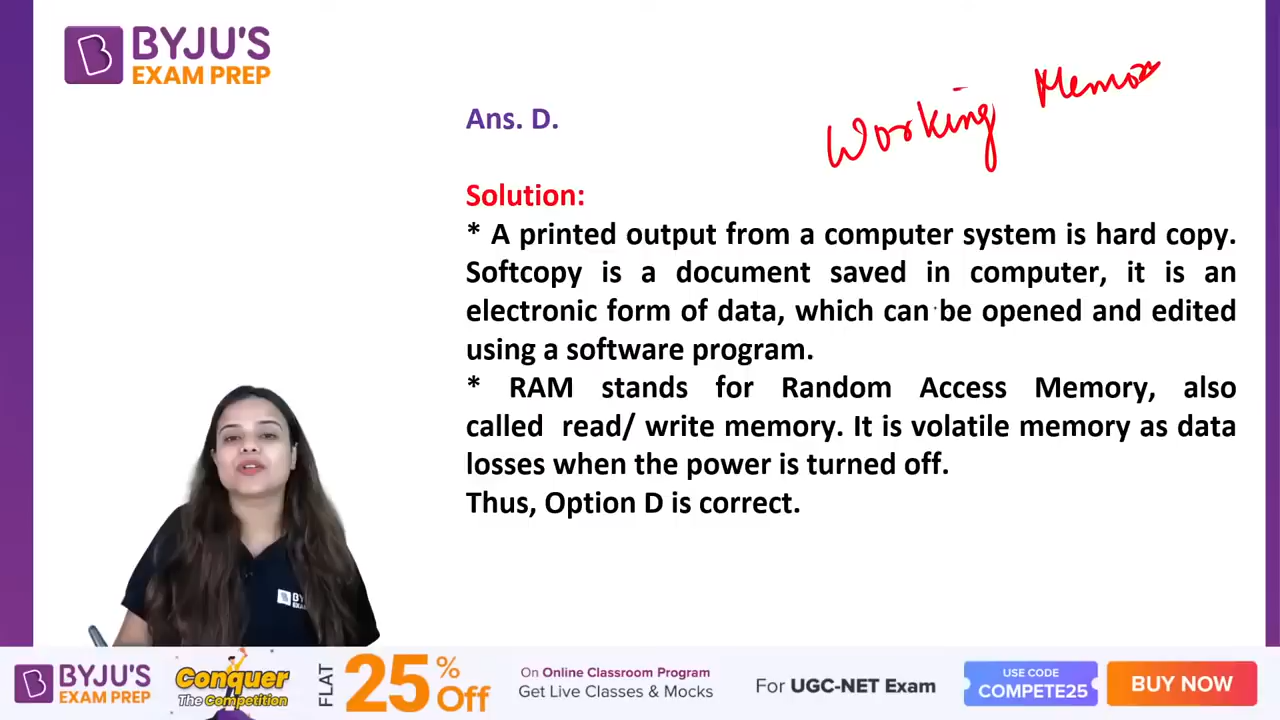 BYJU'S
EXAM PREP
Working Memo
Ans. D.
Solution:
* A printed output from a computer system is hard copy.
Softcopy is a document saved in computer, it is an
electronic form of data, which can be opened and edited
using a software program.
* RAM stands for Random Access Memory, also
called read/ write memory. It is volatile memory as data
losses when the power is turned off.
Thus, Option D is correct.
BYJU'S
EXAM PREP
Conquer
The Competition
FLAT
25% Off
On Online Classroom Program
Get Live Classes & Mocks
For UGC-NET Exam
USE CODE
COMPETE25
BUY NOW